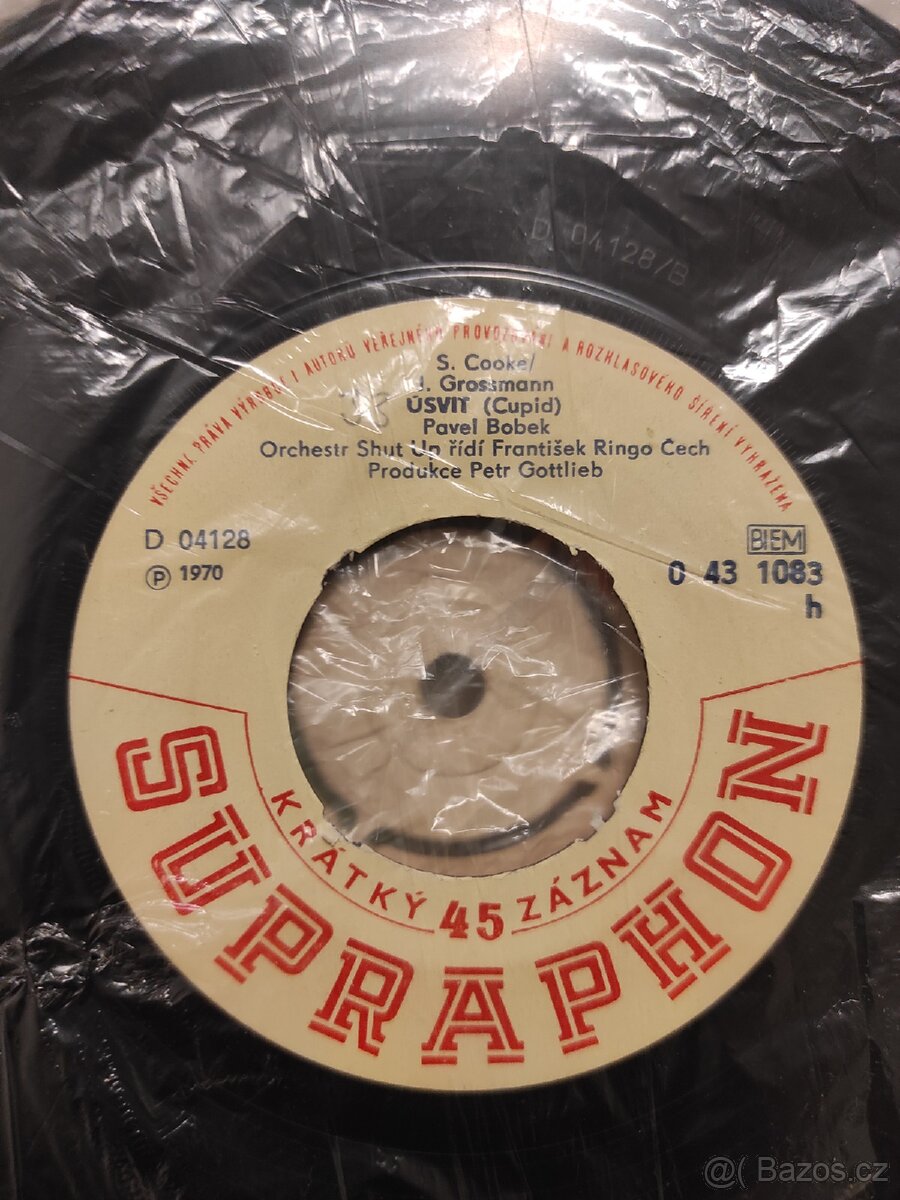 D 04128/B
VŠECHNA PRÁVA VÝROBCE I AUTORŮ VEŘEJNÉHO PROVOZOVÁNÍ A ROZHLASOVÉHO ŠÍŘENÍ VYHRAZENA
S. Cooke/
J. Grossmann
ÚSVIT (Cupid)
Pavel Bobek
Orchestr Shut Up řídí František Ringo Čech
Produkce Petr Gottlieb
D 04128
BIEM
℗ 1970
0 43 1083
h
KRÁTKÝ 45 ZÁZNAM
SUPRAPHON
@( Bazos.cz